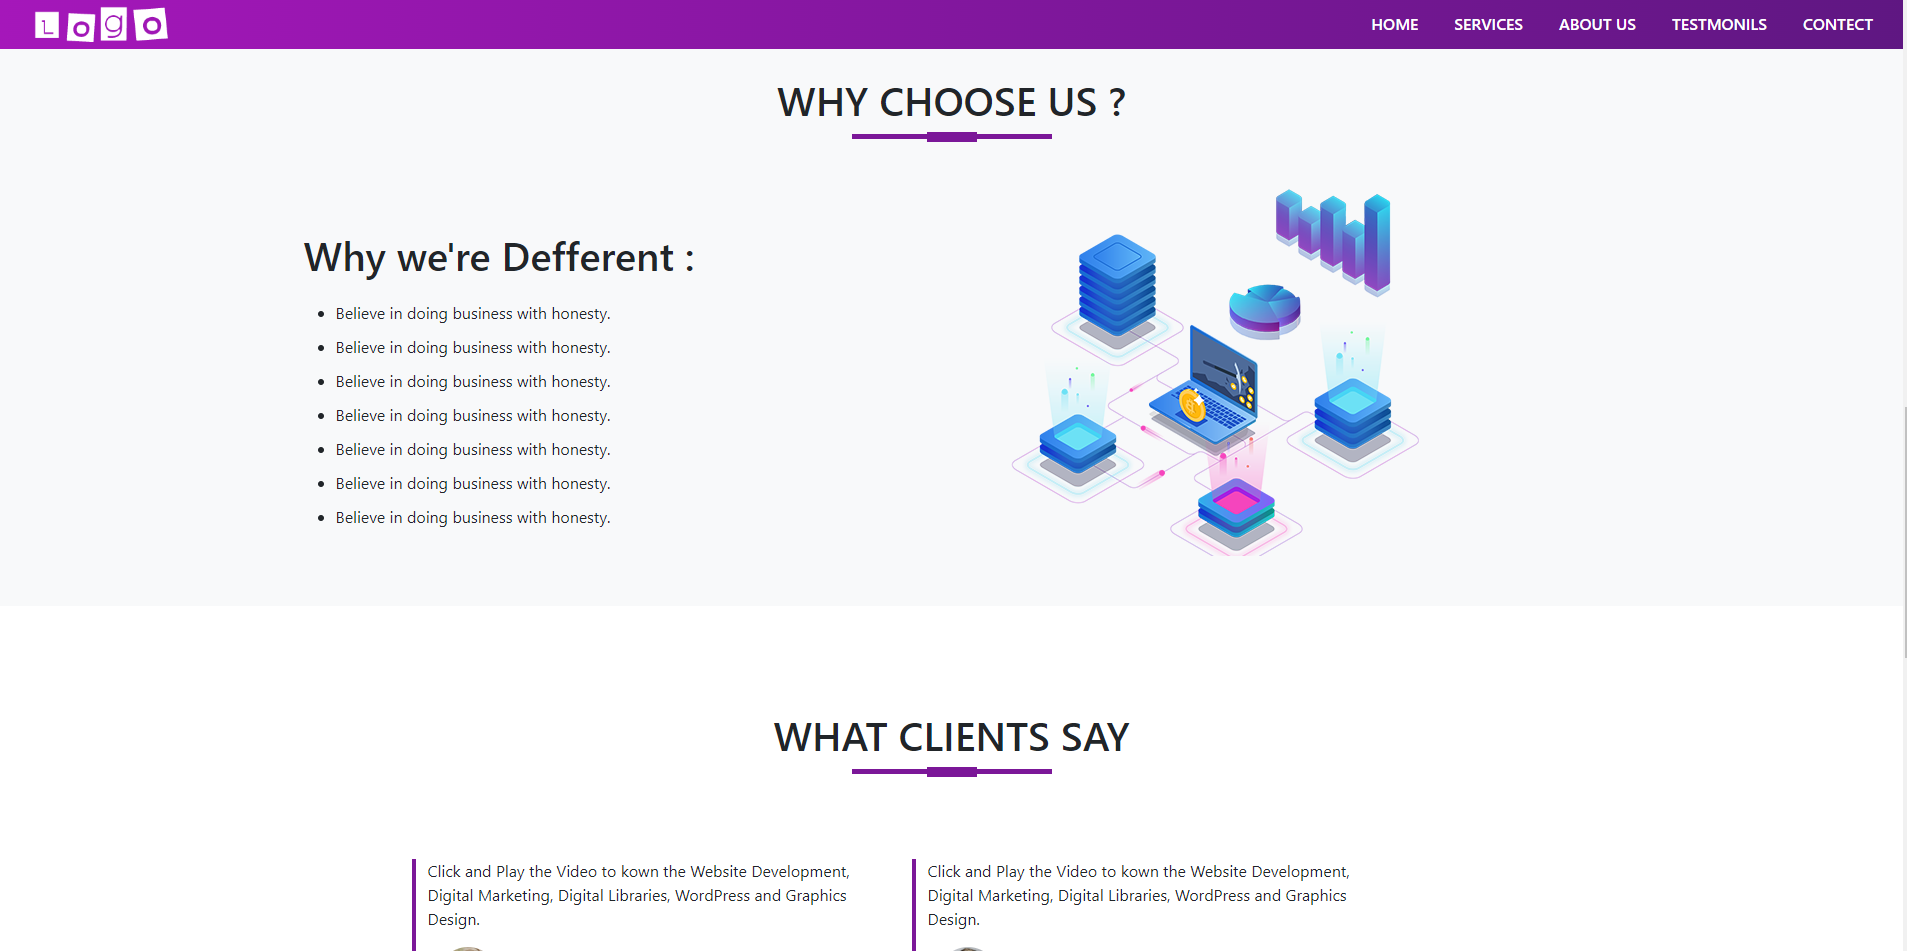 LogO
HOME SERVICES ABOUT US TESTMONILS CONTECT
WHY CHOOSE US ?
Why we're Defferent :
Believe in doing business with honesty.
Believe in doing business with honesty.
Believe in doing business with honesty.
Believe in doing business with honesty.
Believe in doing business with honesty.
Believe in doing business with honesty.
Believe in doing business with honesty.
WHAT CLIENTS SAY
Click and Play the Video to kown the Website Development,
Digital Marketing, Digital Libraries, WordPress and Graphics
Design.
Click and Play the Video to kown the Website Development,
Digital Marketing, Digital Libraries, WordPress and Graphics
Design.